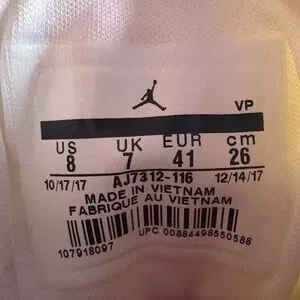 VP
US UK EUR cm
8 7 41 26
10/17/17 AJ7312-116 12/14/17
MADE IN VIETNAM
FABRIQUE AU VIETNAM
UPC 00884498550586
107918097